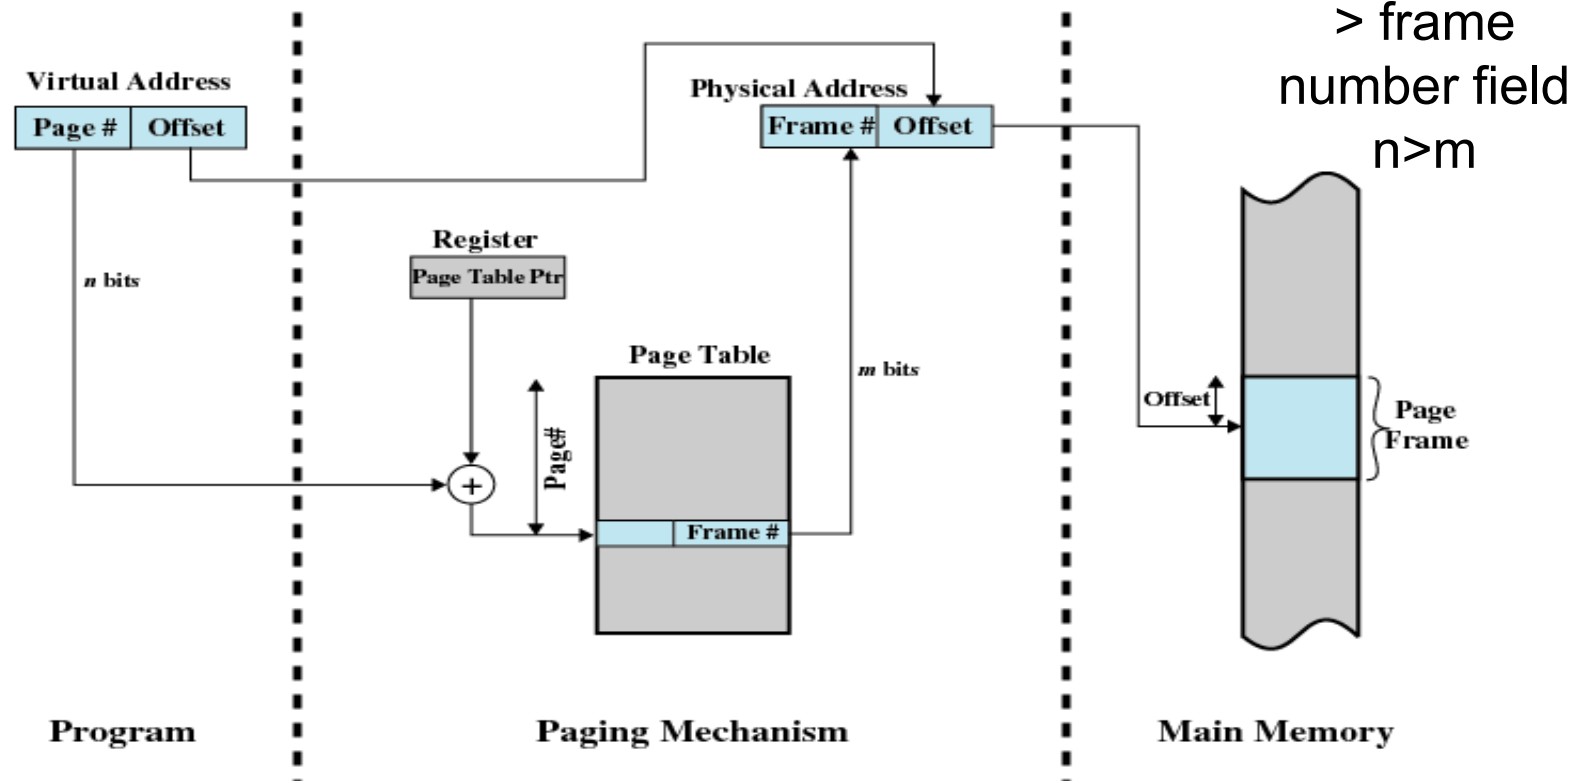 > frame
number field
n>m
Virtual Address
Page # Offset
Physical Address
Frame # Offset
n bits
Register
Page Table Ptr
Page Table
m bits
Page#
+
Frame #
Offset
Page
Frame
Program
Paging Mechanism
Main Memory